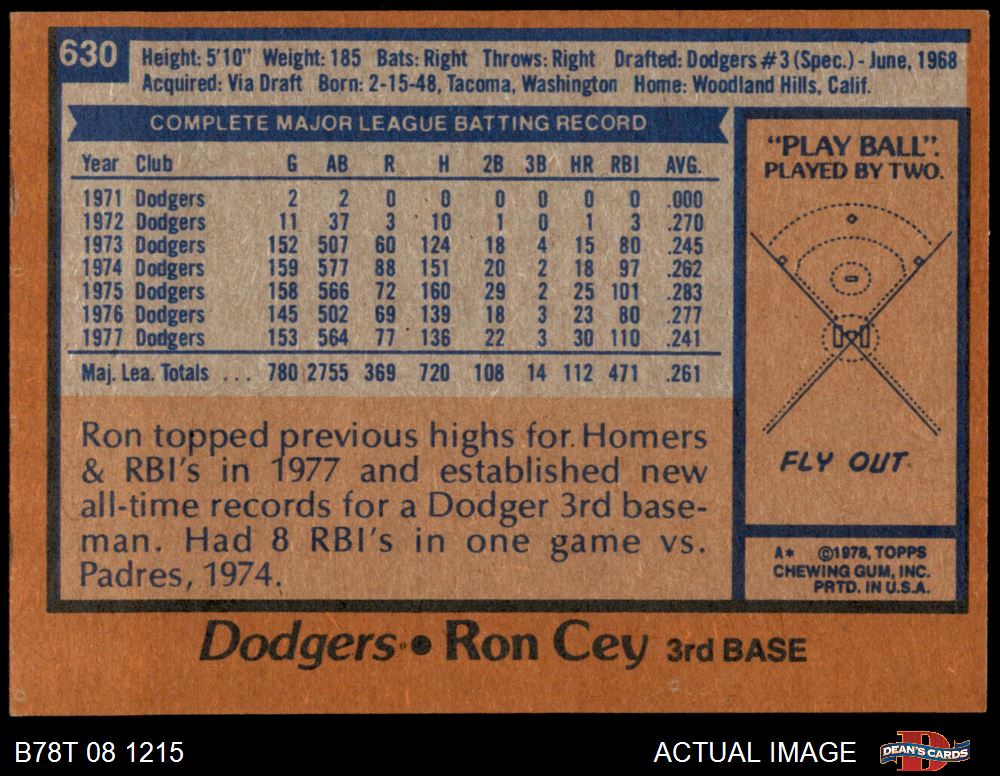 630
Height: 5'10" Weight: 185 Bats: Right Throws: Right Drafted: Dodgers #3 (Spec.) - June, 1968
Acquired: Via Draft Born: 2-15-48, Tacoma, Washington Home: Woodland Hills, Calif.
COMPLETE MAJOR LEAGUE BATTING RECORD
Year Club G AB R H 2B 3B HR RBI AVG.
1971 Dodgers 2 2 0 0 0 0 0 0 .000
1972 Dodgers 11 37 3 10 1 0 1 3 .270
1973 Dodgers 152 507 60 124 18 4 15 80 .245
1974 Dodgers 159 577 88 151 20 2 18 97 .262
1975 Dodgers 158 566 72 160 29 2 25 101 .283
1976 Dodgers 145 502 69 139 18 3 23 80 .277
1977 Dodgers 153 564 77 136 22 3 30 110 .241
Maj. Lea. Totals ... 780 2755 369 720 108 14 112 471 .261
Ron topped previous highs for Homers
& RBI's in 1977 and established new
all-time records for a Dodger 3rd base-
man. Had 8 RBI's in one game vs.
Padres, 1974.
"PLAY BALL".
PLAYED BY TWO.
FLY OUT
A* ©1978, TOPPS
CHEWING GUM, INC.
PRTD. IN U.S.A.
Dodgers • Ron Cey 3rd BASE
B78T 08 1215
ACTUAL IMAGE
D
DEAN'S CARDS